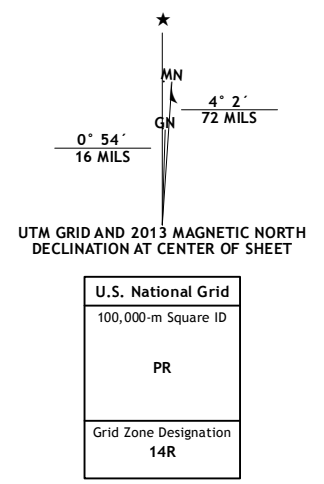 ★
MN
4° 2´
72 MILS
GN
0° 54´
16 MILS
UTM GRID AND 2013 MAGNETIC NORTH
DECLINATION AT CENTER OF SHEET
U.S. National Grid
100,000-m Square ID
PR
Grid Zone Designation
14R